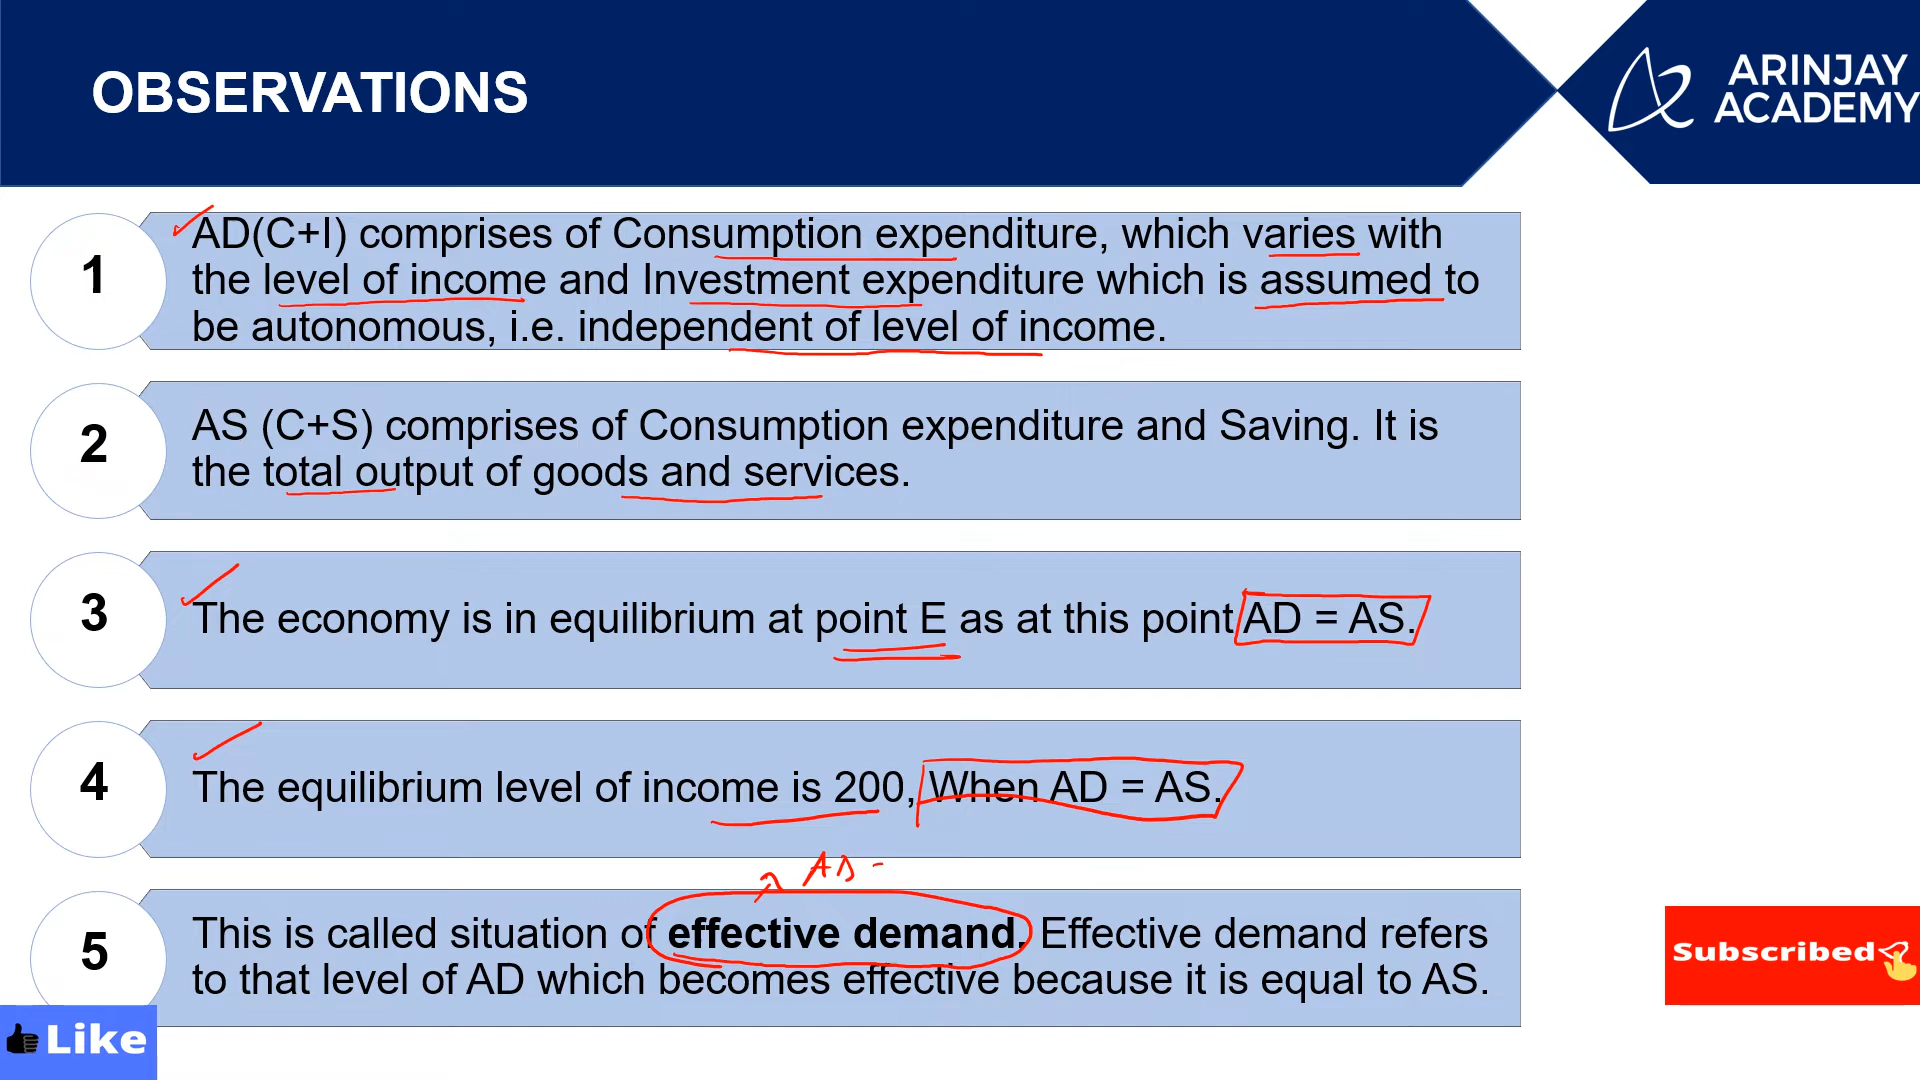 OBSERVATIONS
ARINJAY
ACADEMY
1
AD(C+I) comprises of Consumption expenditure, which varies with
the level of income and Investment expenditure which is assumed to
be autonomous, i.e. independent of level of income.
2
AS (C+S) comprises of Consumption expenditure and Saving. It is
the total output of goods and services.
3
The economy is in equilibrium at point E as at this point AD = AS.
4
The equilibrium level of income is 200, When AD = AS.
5
This is called situation of effective demand. Effective demand refers
to that level of AD which becomes effective because it is equal to AS.
Subscribed
Like